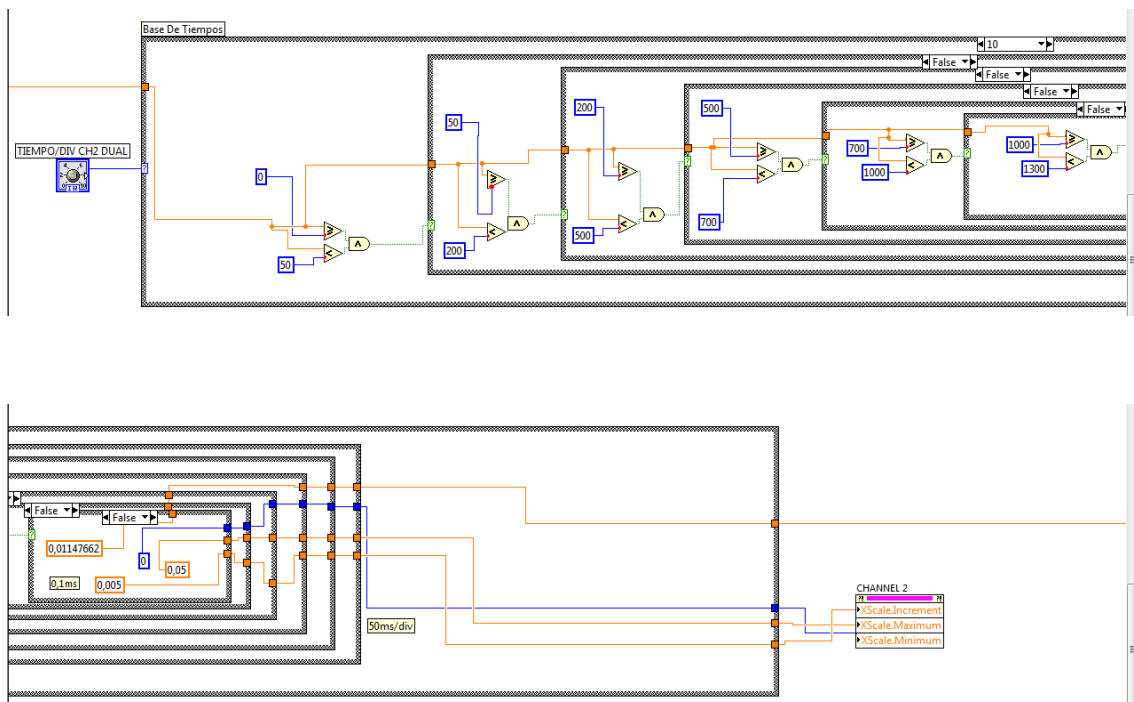 Base De Tiempos
10
False
False
False
False
TIEMPO/DIV CH2 DUAL
0
50
50
200
200
500
500
700
700
1000
1000
1300
False
False
0,01147662
0
0,05
0,1ms
0,005
50ms/div
CHANNEL 2
XScale.Increment
XScale.Maximum
XScale.Minimum